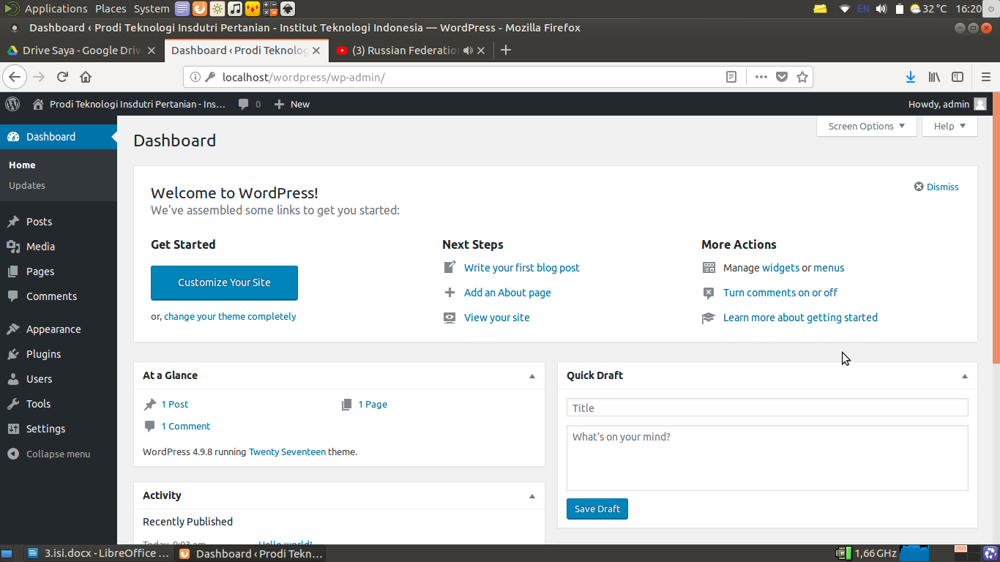 Applications Places System EN 32 °C 16:20
Dashboard ‹ Prodi Teknologi Insdutri Pertanian - Institut Teknologi Indonesia — WordPress - Mozilla Firefox
Drive Saya - Google Driv Dashboard ‹ Prodi Teknolog (3) Russian Federation
localhost/wordpress/wp-admin/
Prodi Teknologi Insdutri Pertanian - Ins… 0 New Howdy, admin
Dashboard
Home
Updates
Posts
Media
Pages
Comments
Appearance
Plugins
Users
Tools
Settings
Collapse menu
Screen Options Help
Dashboard
Welcome to WordPress!
We’ve assembled some links to get you started:
Dismiss
Get Started
Customize Your Site
or, change your theme completely
Next Steps
Write your first blog post
Add an About page
View your site
More Actions
Manage widgets or menus
Turn comments on or off
Learn more about getting started
At a Glance
1 Post 1 Page
1 Comment
WordPress 4.9.8 running Twenty Seventeen theme.
Activity
Recently Published
Today, 9:03 am Hello world!
Quick Draft
Title
What’s on your mind?
Save Draft
3.isi.docx - LibreOffice ... Dashboard ‹ Prodi Tekn... 1,66 GHz